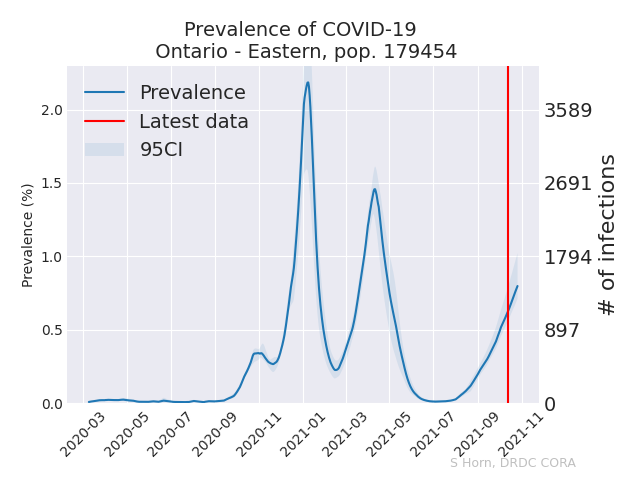 Prevalence of COVID-19
Ontario - Eastern, pop. 179454
Prevalence
Latest data
95CI
Prevalence (%)
2.0
1.5
1.0
0.5
0.0
3589
2691
1794
897
0
# of infections
2020-03
2020-05
2020-07
2020-09
2020-11
2021-01
2021-03
2021-05
2021-07
2021-09
2021-11
S Horn, DRDC CORA